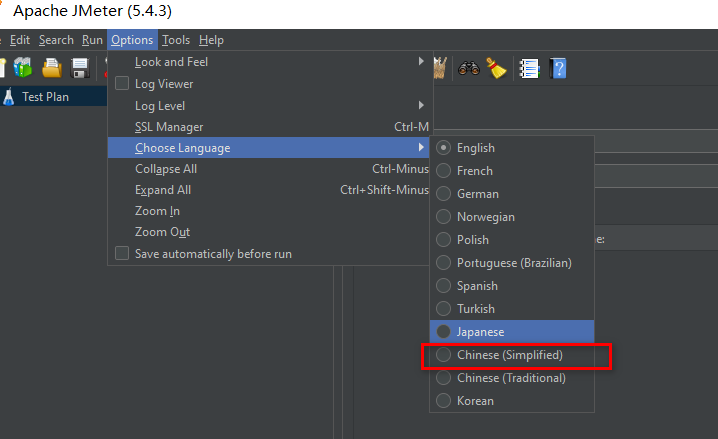 Apache JMeter (5.4.3)
Edit Search Run Options Tools Help
Look and Feel
Log Viewer
Log Level
SSL Manager Ctrl-M
Choose Language
Collapse All Ctrl-Minus
Expand All Ctrl+Shift-Minus
Zoom In
Zoom Out
Save automatically before run
Test Plan
English
French
German
Norwegian
Polish
Portuguese (Brazilian)
Spanish
Turkish
Japanese
Chinese (Simplified)
Chinese (Traditional)
Korean